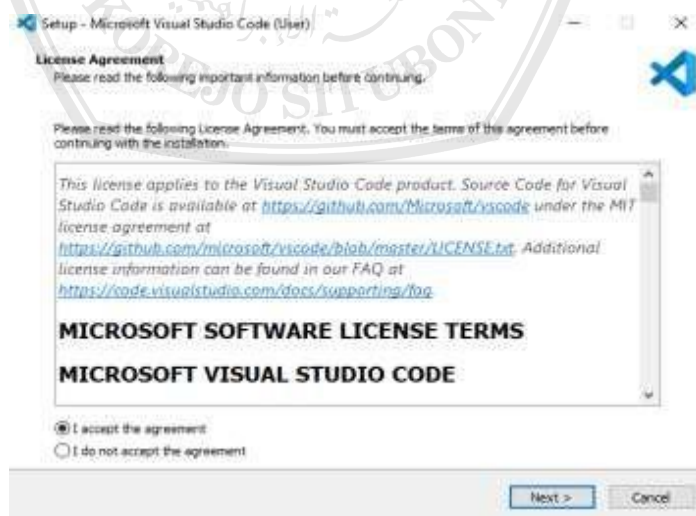 Setup - Microsoft Visual Studio Code (User)
License Agreement
Please read the following important information before continuing.
Please read the following License Agreement. You must accept the terms of this agreement before
continuing with the installation.
This license applies to the Visual Studio Code product. Source Code for Visual
Studio Code is available at https://github.com/Microsoft/vscode under the MIT
license agreement at
https://github.com/microsoft/vscode/blob/master/LICENSE.txt. Additional
license information can be found in our FAQ at
https://code.visualstudio.com/docs/supporting/faq.
MICROSOFT SOFTWARE LICENSE TERMS
MICROSOFT VISUAL STUDIO CODE
I accept the agreement
I do not accept the agreement
Next >
Cancel